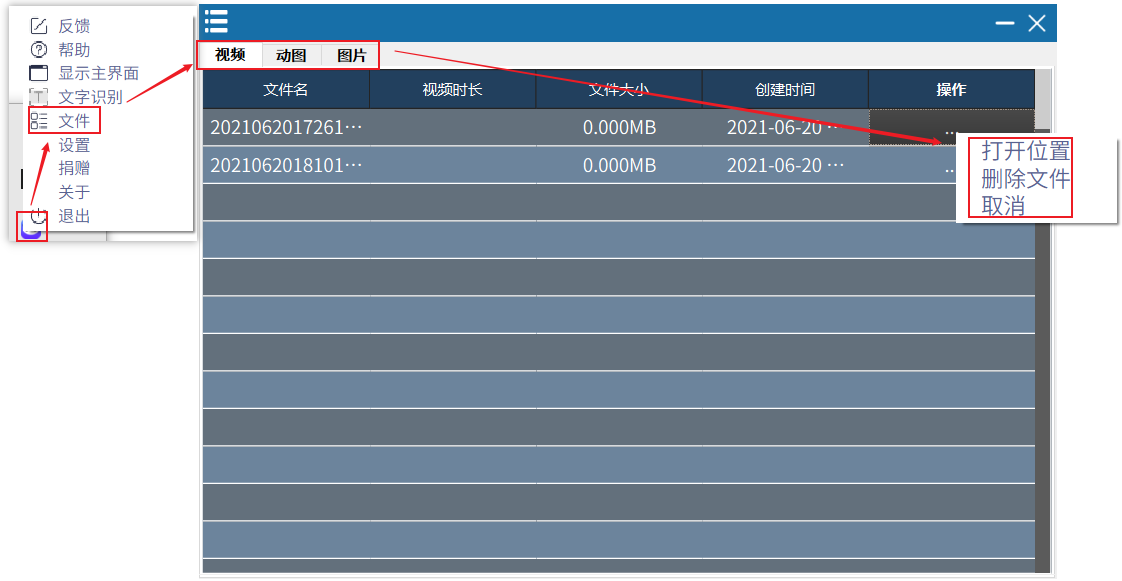 反馈
帮助
显示主界面
文字识别
文件
设置
捐赠
关于
退出
视频 动图 图片
文件名 视频时长 文件大小 创建时间 操作
2021062017261··· 0.000MB 2021-06-20 ··· ...
2021062018101··· 0.000MB 2021-06-20 ··· ..
打开位置
删除文件
取消